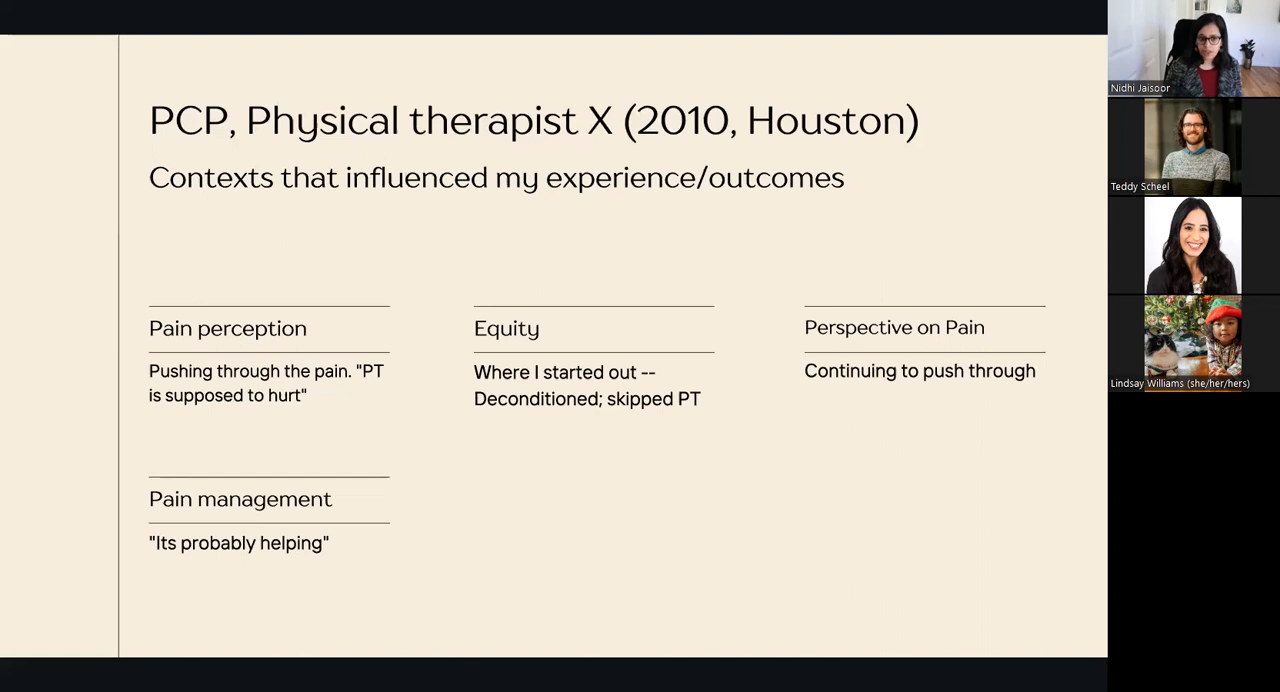 PCP, Physical therapist X (2010, Houston)
Contexts that influenced my experience/outcomes
Pain perception
Pushing through the pain. "PT
is supposed to hurt"
Equity
Where I started out --
Deconditioned; skipped PT
Perspective on Pain
Continuing to push through
Pain management
"Its probably helping"
Nidhi Jaisoor
Teddy Scheel
Lindsay Williams (she/her/hers)